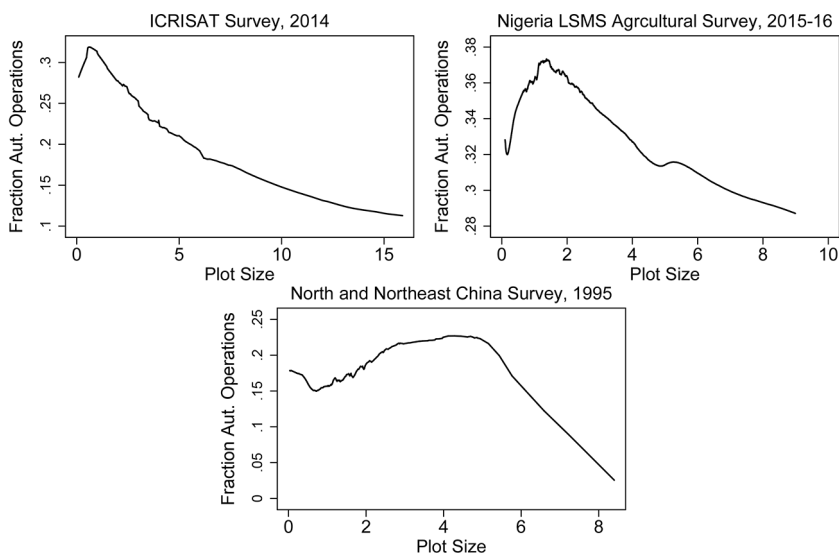 ICRISAT Survey, 2014
Fraction Aut. Operations
.3
.25
.2
.15
.1
0 5 10 15
Plot Size
Nigeria LSMS Agrcultural Survey, 2015-16
Fraction Aut. Operations
.38
.36
.34
.32
.3
.28
0 2 4 6 8 10
Plot Size
North and Northeast China Survey, 1995
Fraction Aut. Operations
.25
.2
.15
.1
.05
0
0 2 4 6 8
Plot Size